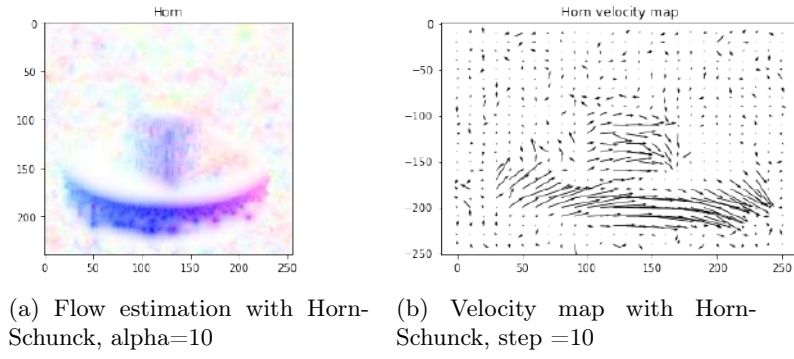 Horn
0
50
100
150
200
0 50 100 150 200 250
(a) Flow estimation with Horn-
Schunck, alpha=10
Horn velocity map
0
−50
−100
−150
−200
−250
0 50 100 150 200 250
(b) Velocity map with Horn-
Schunck, step =10